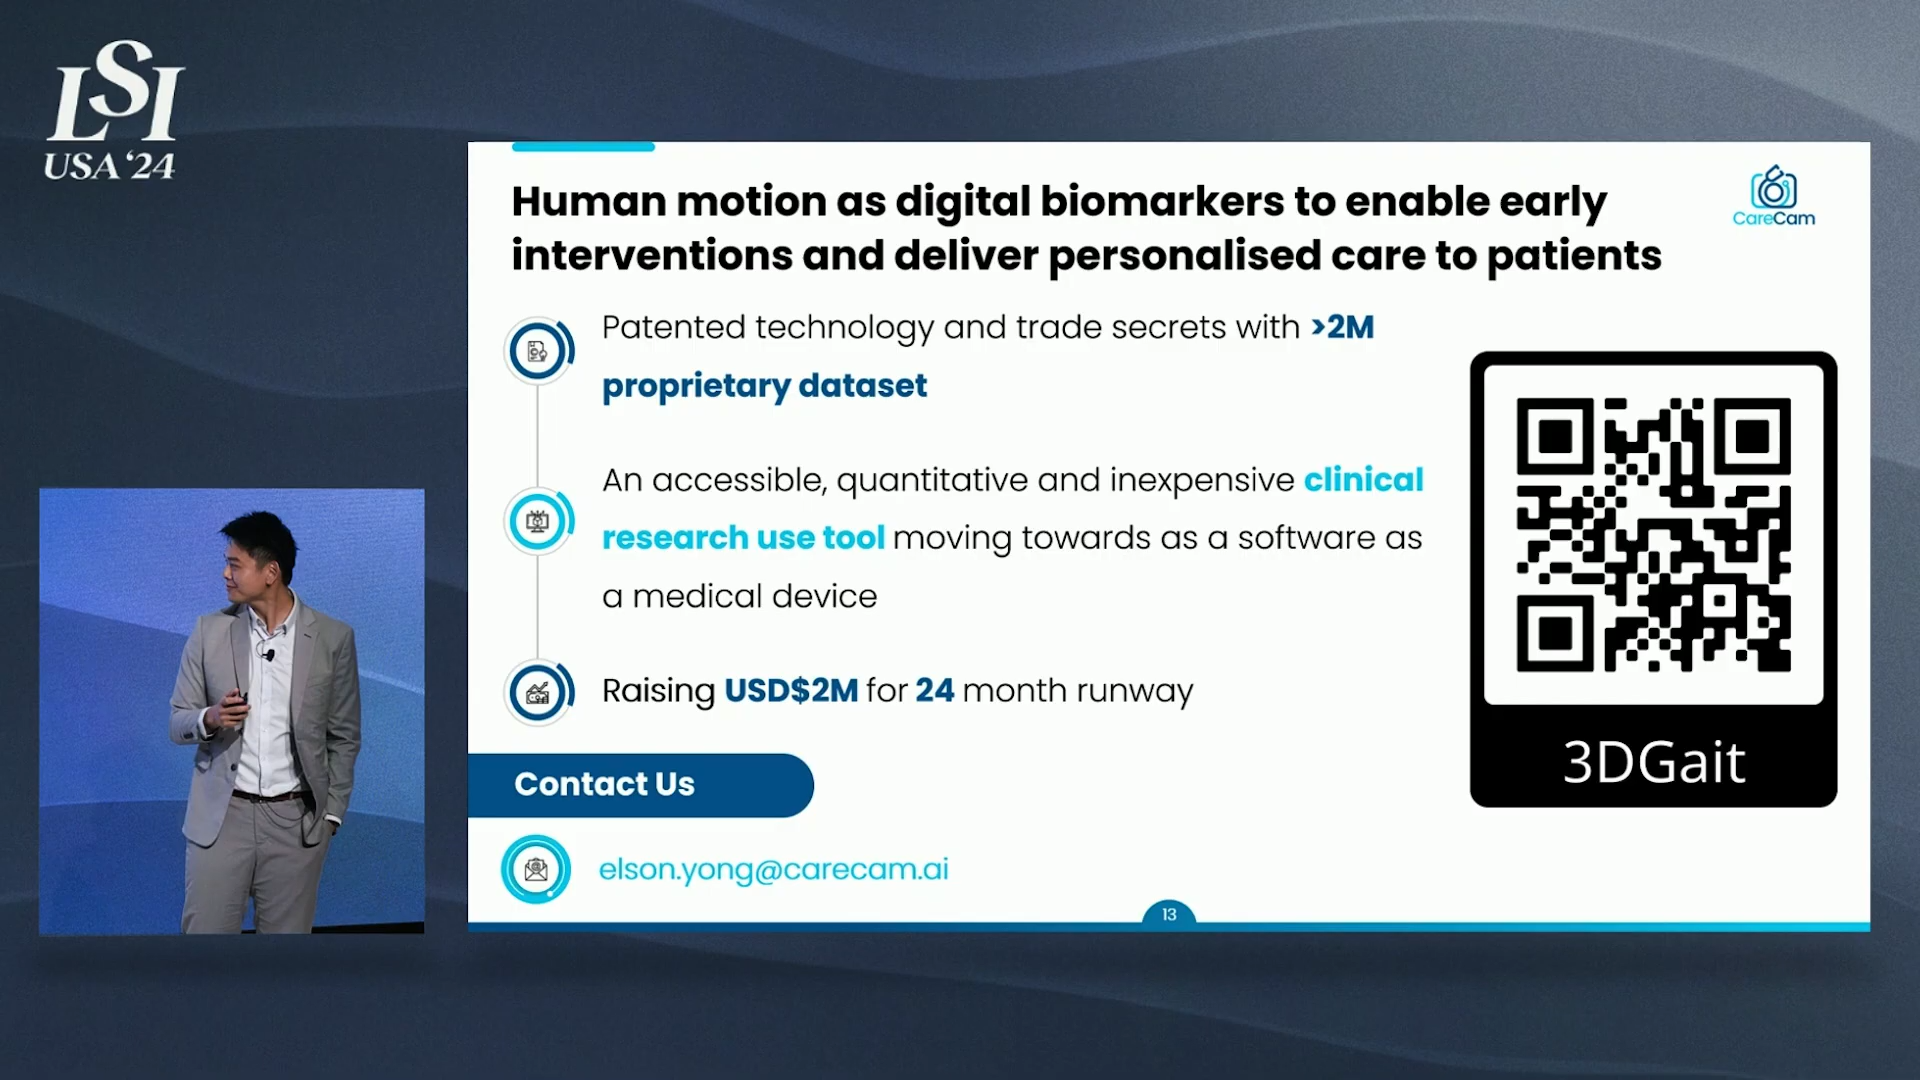 LSI
USA '24
Human motion as digital biomarkers to enable early
interventions and deliver personalised care to patients
CareCam
Patented technology and trade secrets with >2M
proprietary dataset
An accessible, quantitative and inexpensive clinical
research use tool moving towards as a software as
a medical device
Raising USD$2M for 24 month runway
3DGait
Contact Us
elson.yong@carecam.ai
13